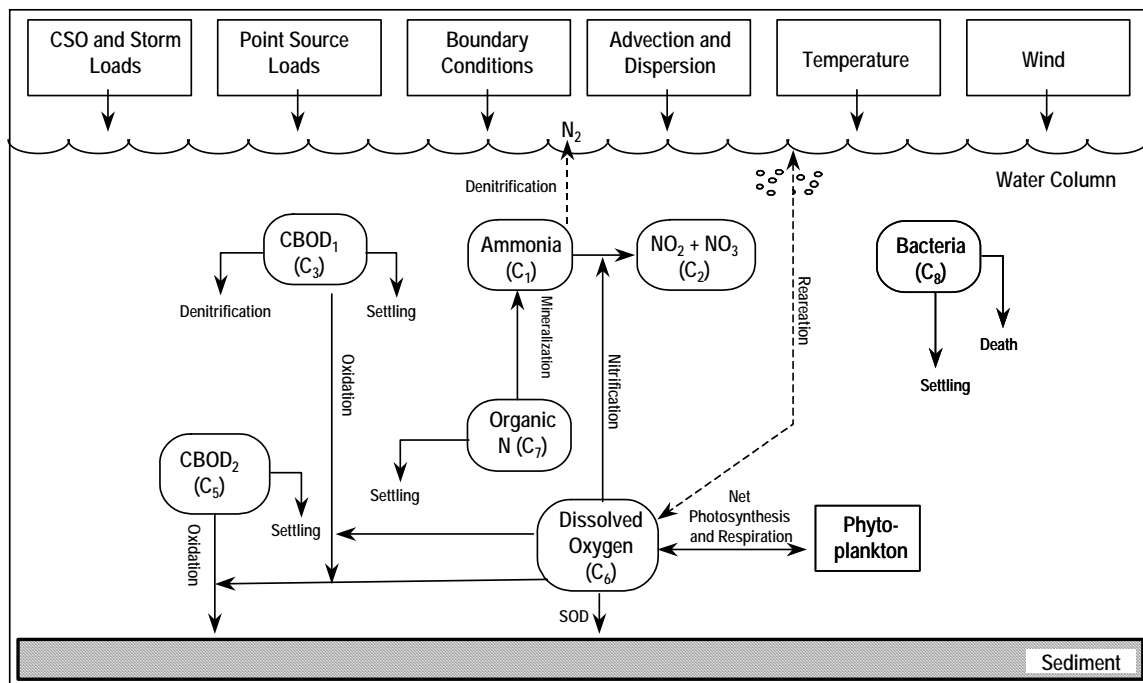 CSO and Storm
Loads
Point Source
Loads
Boundary
Conditions
Advection and
Dispersion
Temperature
Wind
N₂
Water Column
Denitrification
CBOD₁
(C₃)
Denitrification
Settling
Ammonia
(C₁)
NO₂ + NO₃
(C₂)
Bacteria
(C₈)
Death
Settling
Reareation
Mineralization
Nitrification
Oxidation
Organic
N (C₇)
Settling
CBOD₂
(C₅)
Settling
Oxidation
Dissolved
Oxygen
(C₆)
Net
Photosynthesis
and Respiration
Phyto-
plankton
SOD
Sediment